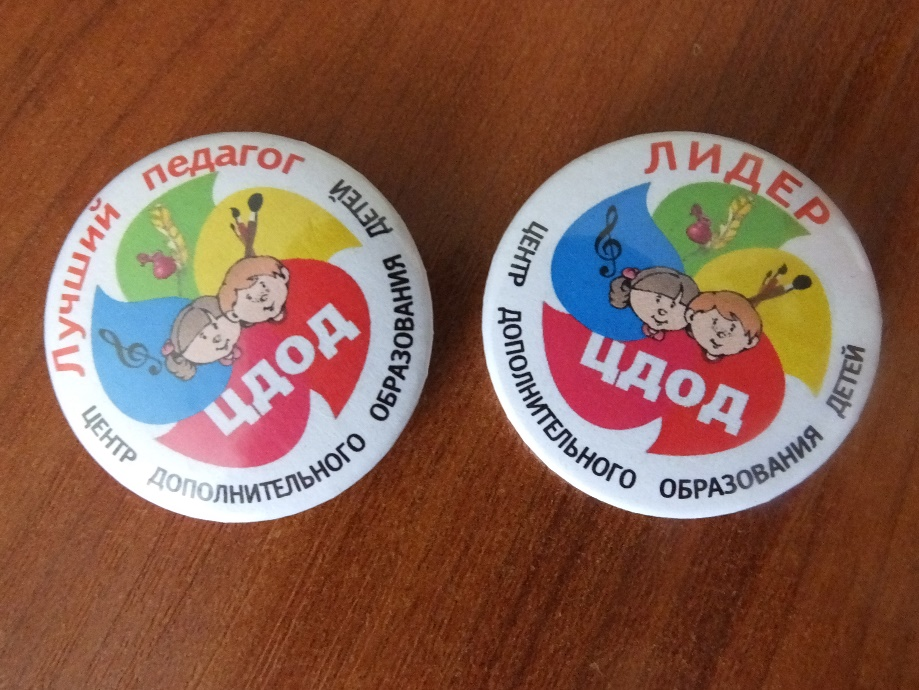 Лучший педагог
ЦДОД
ЦЕНТР ДОПОЛНИТЕЛЬНОГО ОБРАЗОВАНИЯ ДЕТЕЙ
ЛИДЕР
ЦДОД
ЦЕНТР ДОПОЛНИТЕЛЬНОГО ОБРАЗОВАНИЯ ДЕТЕЙ